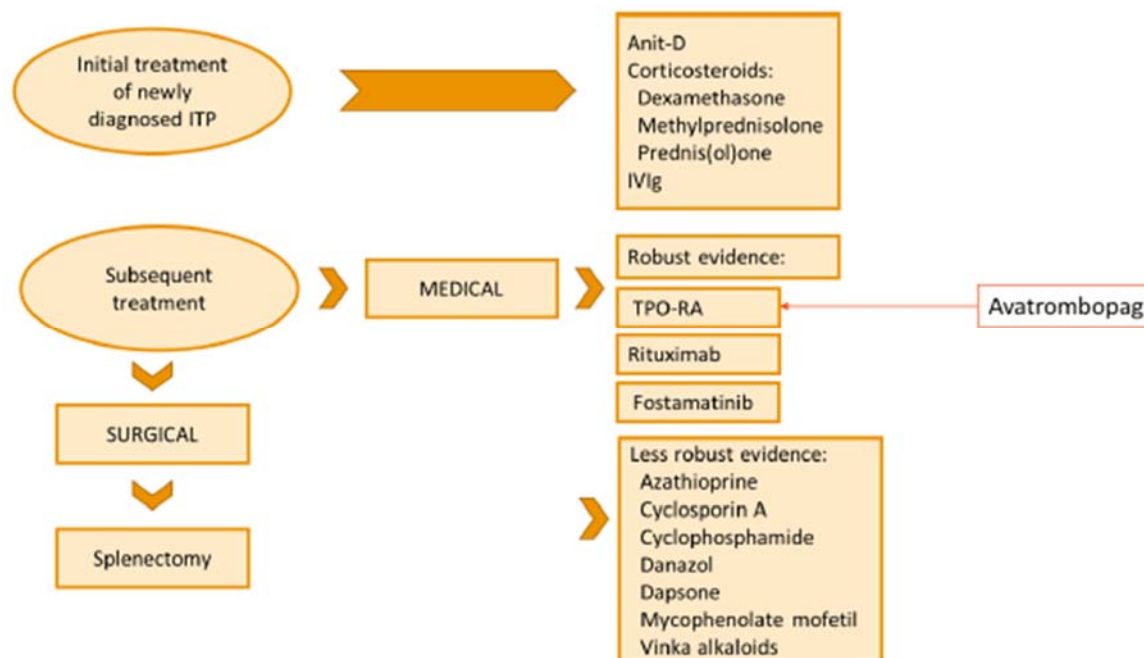 Initial treatment
of newly
diagnosed ITP
Anit-D
Corticosteroids:
Dexamethasone
Methylprednisolone
Prednis(ol)one
IVIg
Subsequent
treatment
MEDICAL
Robust evidence:
TPO-RA
Avatrombopag
Rituximab
Fostamatinib
SURGICAL
Splenectomy
Less robust evidence:
Azathioprine
Cyclosporin A
Cyclophosphamide
Danazol
Dapsone
Mycophenolate mofetil
Vinka alkaloids